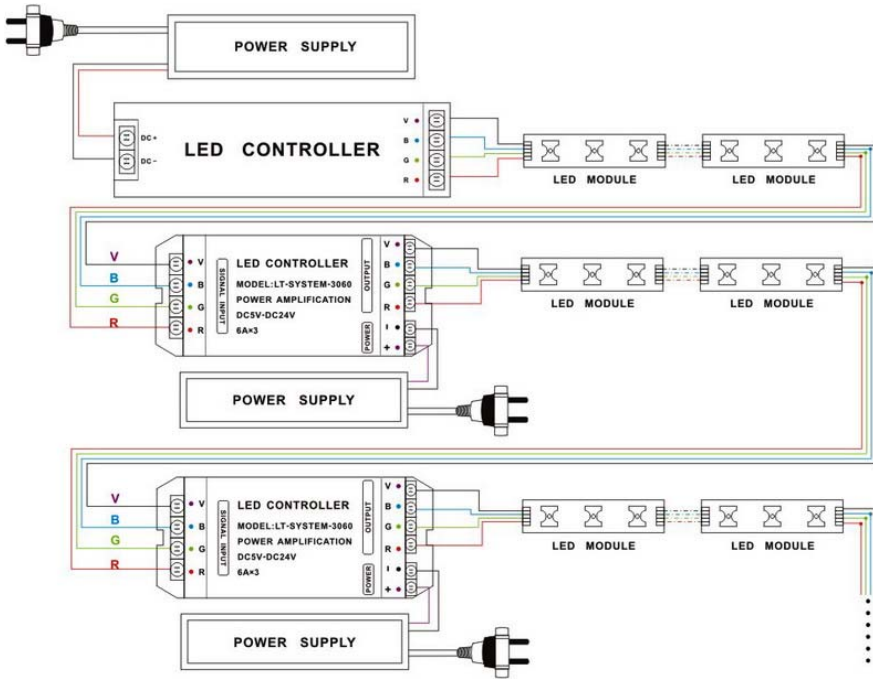 POWER SUPPLY
DC +
DC -
LED CONTROLLER
V
B
G
R
LED MODULE
LED MODULE
V
B
G
R
V
B
G
R
SIGNAL INPUT
LED CONTROLLER
MODEL:LT-SYSTEM-3060
POWER AMPLIFICATION
DC5V-DC24V
6A×3
OUTPUT
POWER
V
B
G
R
-
+
LED MODULE
LED MODULE
POWER SUPPLY
V
B
G
R
V
B
G
R
SIGNAL INPUT
LED CONTROLLER
MODEL:LT-SYSTEM-3060
POWER AMPLIFICATION
DC5V-DC24V
6A×3
OUTPUT
POWER
V
B
G
R
-
+
LED MODULE
LED MODULE
POWER SUPPLY